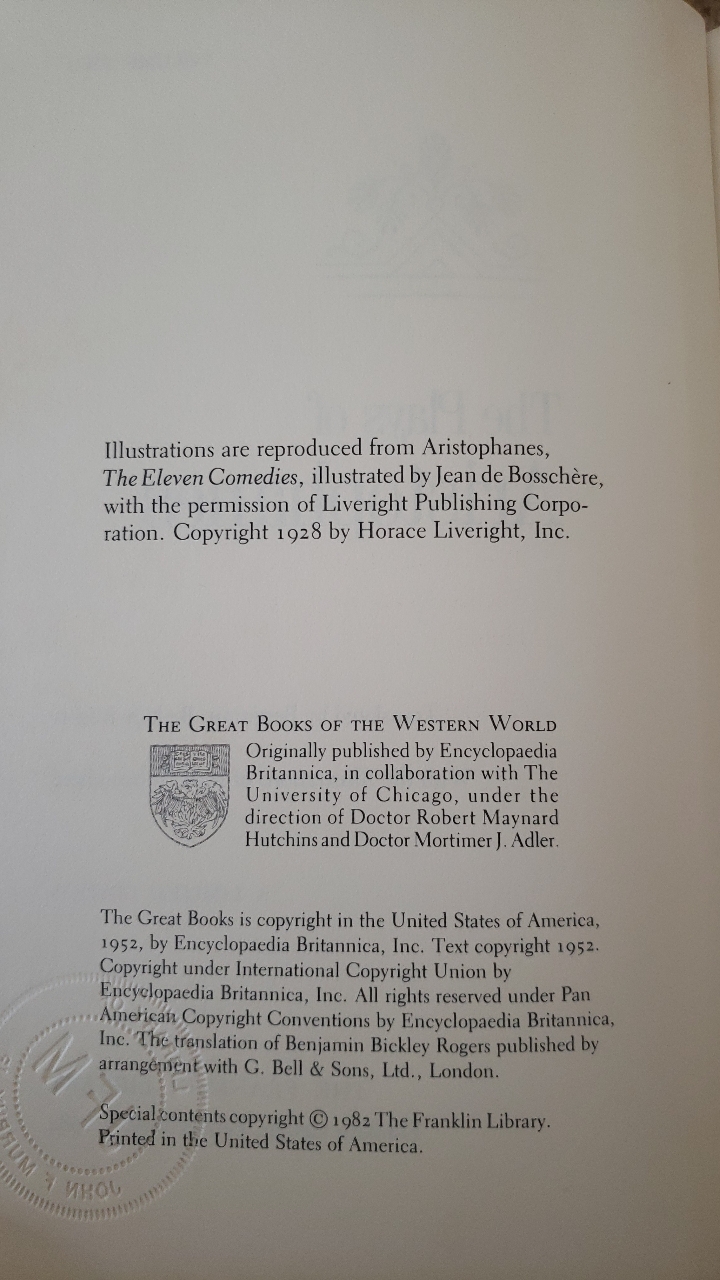 Illustrations are reproduced from Aristophanes,
The Eleven Comedies, illustrated by Jean de Bosschère,
with the permission of Liveright Publishing Corpo-
ration. Copyright 1928 by Horace Liveright, Inc.
THE GREAT BOOKS OF THE WESTERN WORLD
Originally published by Encyclopaedia
Britannica, in collaboration with The
University of Chicago, under the
direction of Doctor Robert Maynard
Hutchins and Doctor Mortimer J. Adler.
The Great Books is copyright in the United States of America,
1952, by Encyclopaedia Britannica, Inc. Text copyright 1952.
Copyright under International Copyright Union by
Encyclopaedia Britannica, Inc. All rights reserved under Pan
American Copyright Conventions by Encyclopaedia Britannica,
Inc. The translation of Benjamin Bickley Rogers published by
arrangement with G. Bell & Sons, Ltd., London.
Special contents copyright © 1982 The Franklin Library.
Printed in the United States of America.
JOHN F